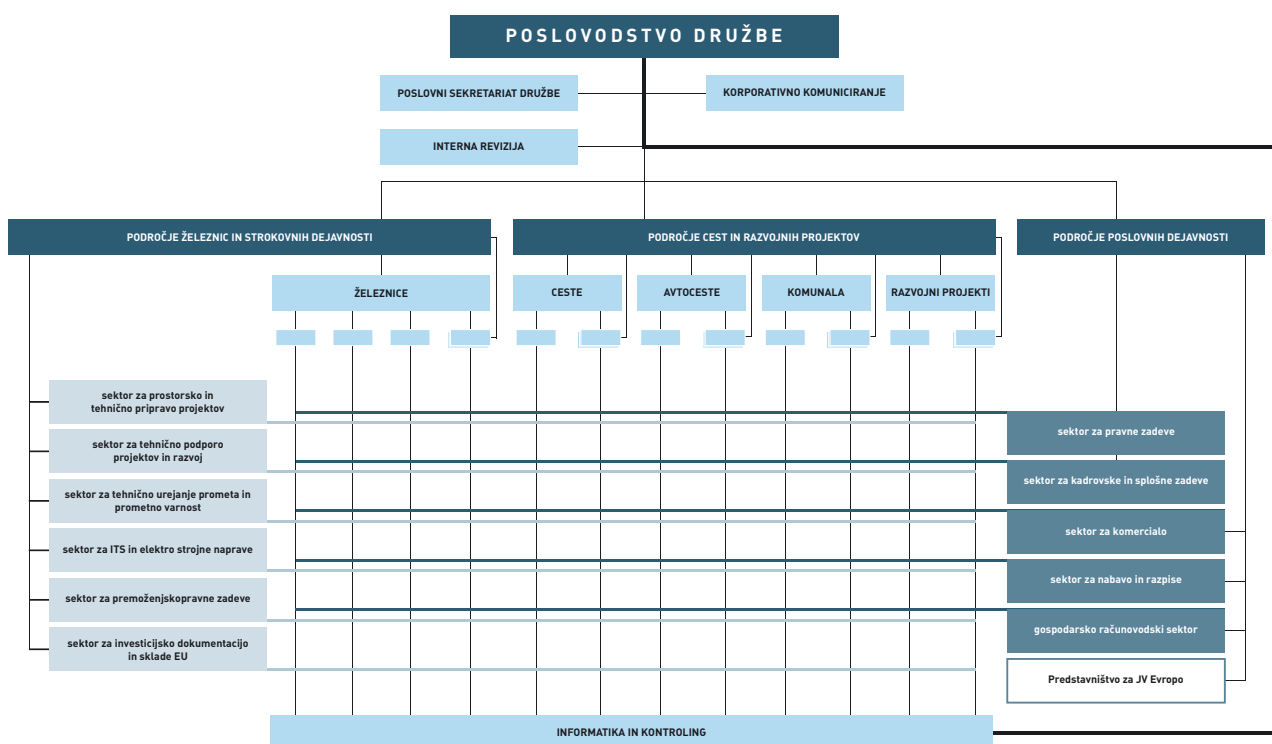 POSLOVODSTVO DRUŽBE
POSLOVNI SEKRETARIAT DRUŽBE
KORPORATIVNO KOMUNICIRANJE
INTERNA REVIZIJA
PODROČJE ŽELEZNIC IN STROKOVNIH DEJAVNOSTI
PODROČJE CEST IN RAZVOJNIH PROJEKTOV
PODROČJE POSLOVNIH DEJAVNOSTI
ŽELEZNICE
CESTE
AVTOCESTE
KOMUNALA
RAZVOJNI PROJEKTI
sektor za prostorsko in
tehnično pripravo projektov
sektor za tehnično podporo
projektov in razvoj
sektor za tehnično urejanje prometa in
prometno varnost
sektor za ITS in elektro strojne naprave
sektor za premoženjskopravne zadeve
sektor za investicijsko dokumentacijo
in sklade EU
sektor za pravne zadeve
sektor za kadrovske in splošne zadeve
sektor za komercialo
sektor za nabavo in razpise
gospodarsko računovodski sektor
Predstavništvo za JV Evropo
INFORMATIKA IN KONTROLING